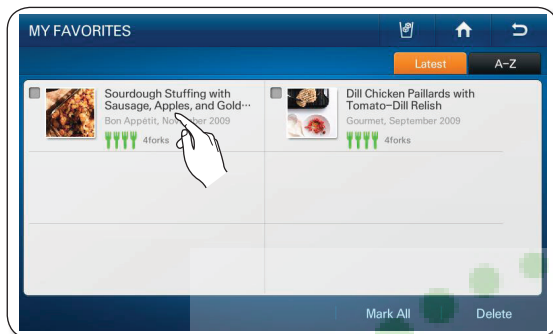 MY FAVORITES
Latest
A-Z
Sourdough Stuffing with
Sausage, Apples, and Gold…
Bon Appétit, November 2009
4forks
Dill Chicken Paillards with
Tomato-Dill Relish
Gourmet, September 2009
4forks
Mark All
Delete